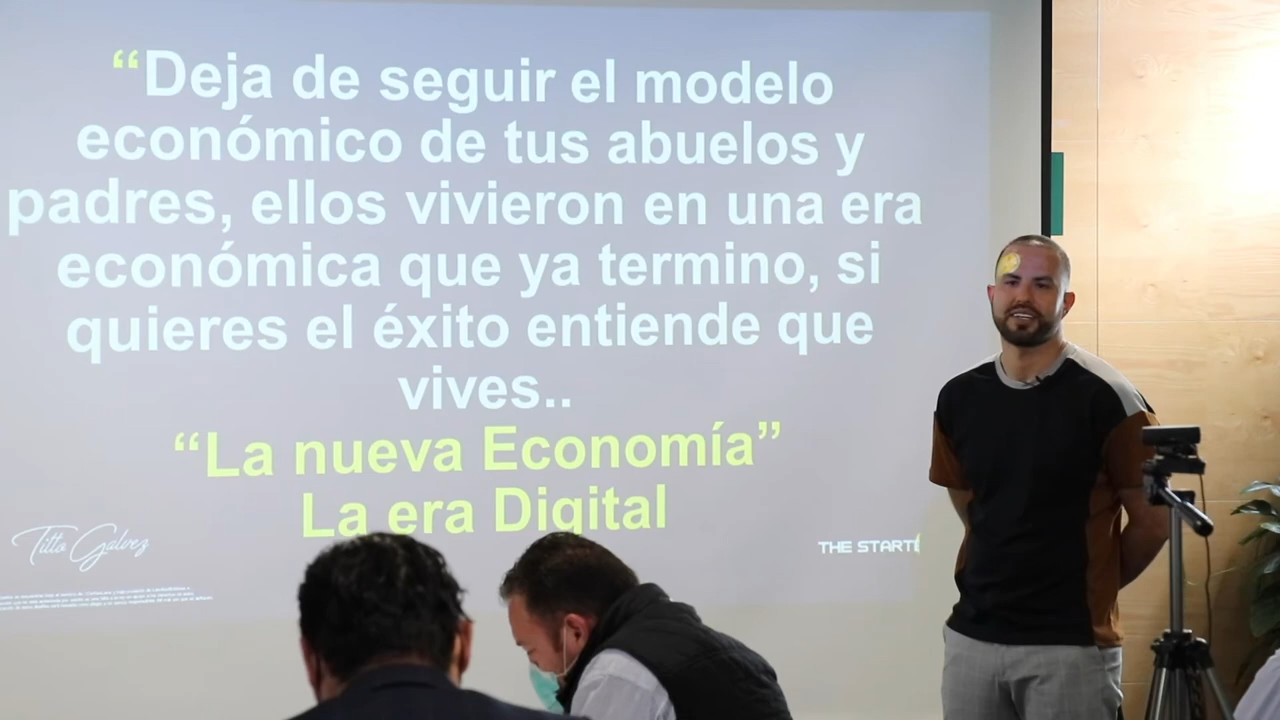 “Deja de seguir el modelo
económico de tus abuelos y
padres, ellos vivieron en una era
económica que ya termino, si
quieres el éxito entiende que
vives..
“La nueva Economía”
La era Digital
Titto Galvez
THE START